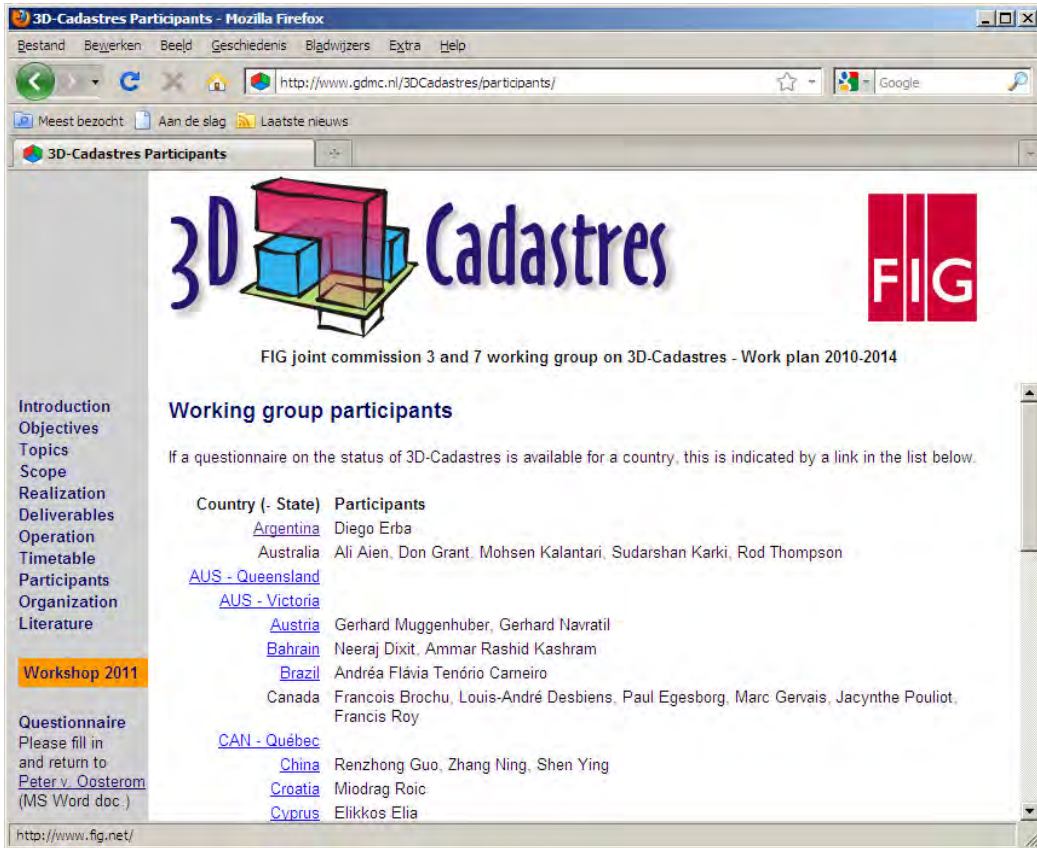 3D-Cadastres Participants - Mozilla Firefox
Bestand Bewerken Beeld Geschiedenis Bladwijzers Extra Help
http://www.gdmc.nl/3DCadastres/participants/
Google
Meest bezocht Aan de slag Laatste nieuws
3D-Cadastres Participants
3D Cadastres
FIG
FIG joint commission 3 and 7 working group on 3D-Cadastres - Work plan 2010-2014
Introduction
Objectives
Topics
Scope
Realization
Deliverables
Operation
Timetable
Participants
Organization
Literature
Workshop 2011
Questionnaire
Please fill in
and return to
Peter v. Oosterom
(MS Word doc.)
Working group participants
If a questionnaire on the status of 3D-Cadastres is available for a country, this is indicated by a link in the list below.
Country (- State) Participants
Argentina Diego Erba
Australia Ali Aien, Don Grant. Mohsen Kalantari, Sudarshan Karki, Rod Thompson
AUS - Queensland
AUS - Victoria
Austria Gerhard Muggenhuber, Gerhard Navratil
Bahrain Neeraj Dixit, Ammar Rashid Kashram
Brazil Andréa Flávia Tenório Carneiro
Canada Francois Brochu, Louis-André Desbiens, Paul Egesborg, Marc Gervais, Jacynthe Pouliot,
Francis Roy
CAN - Québec
China Renzhong Guo, Zhang Ning, Shen Ying
Croatia Miodrag Roic
Cyprus Elikkos Elia
http://www.fig.net/